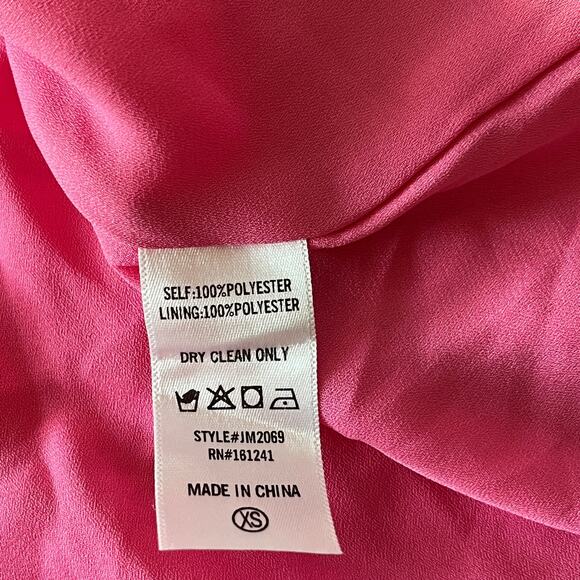 SELF:100%POLYESTER
LINING:100%POLYESTER
DRY CLEAN ONLY
STYLE#JM2069
RN#161241
MADE IN CHINA
XS